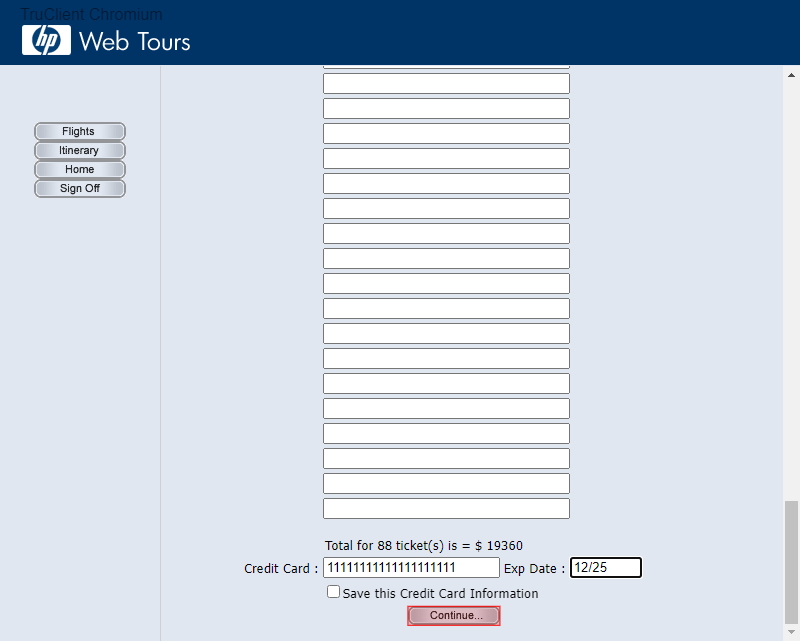 TruClient Chromium
hp Web Tours
Flights
Itinerary
Home
Sign Off
Total for 88 ticket(s) is = $ 19360
Credit Card : 11111111111111111111 Exp Date : 12/25
Save this Credit Card Information
Continue...